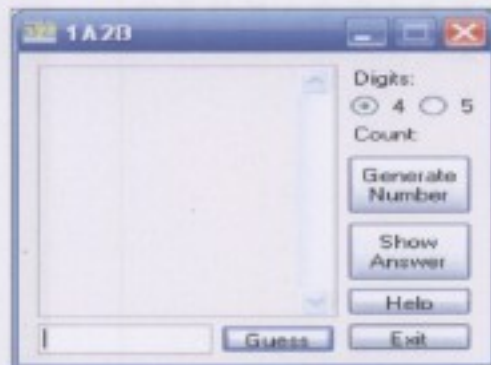 1A2B
Digits:
4 5
Count:
Generate
Number
Show
Answer
Help
Guess
Exit